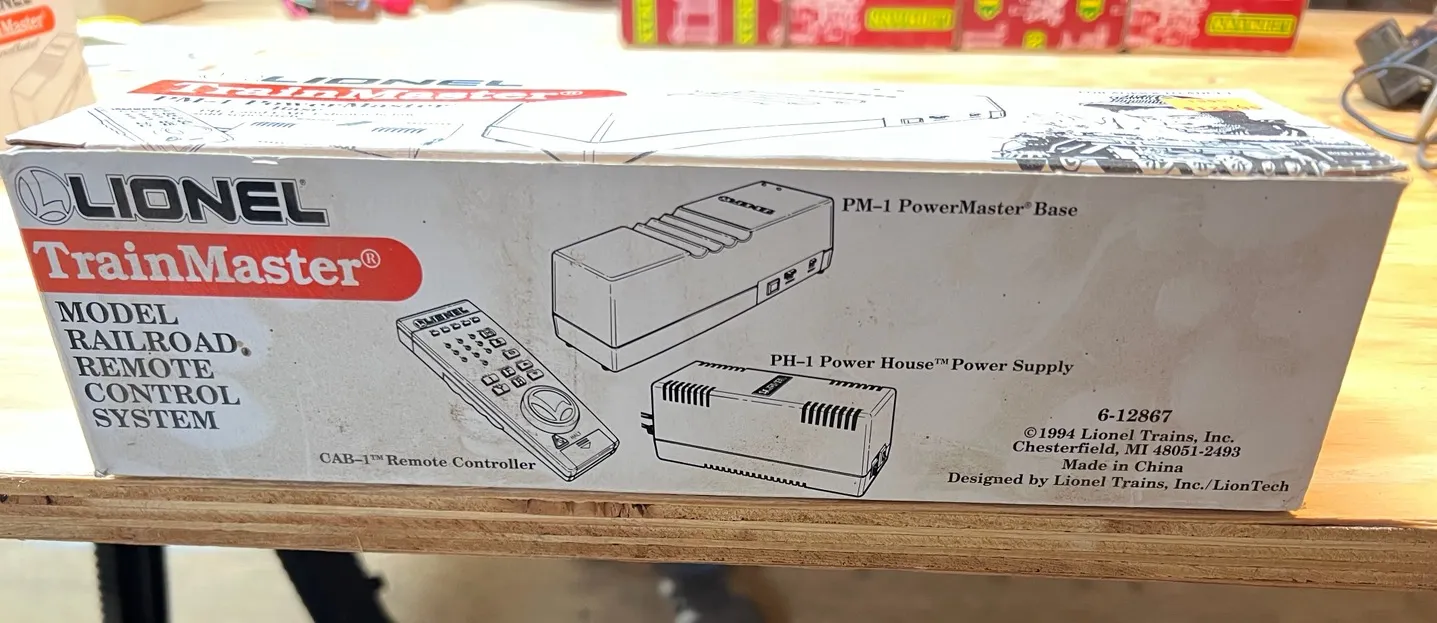 LIONEL
TrainMaster®
PM-1 PowerMaster
LIONEL®
TrainMaster®
MODEL
RAILROAD
REMOTE
CONTROL
SYSTEM
PM-1 PowerMaster® Base
LIONEL
PH-1 Power House™ Power Supply
CAB-1™ Remote Controller
6-12867
©1994 Lionel Trains, Inc.
Chesterfield, MI 48051-2493
Made in China
Designed by Lionel Trains, Inc./LionTech